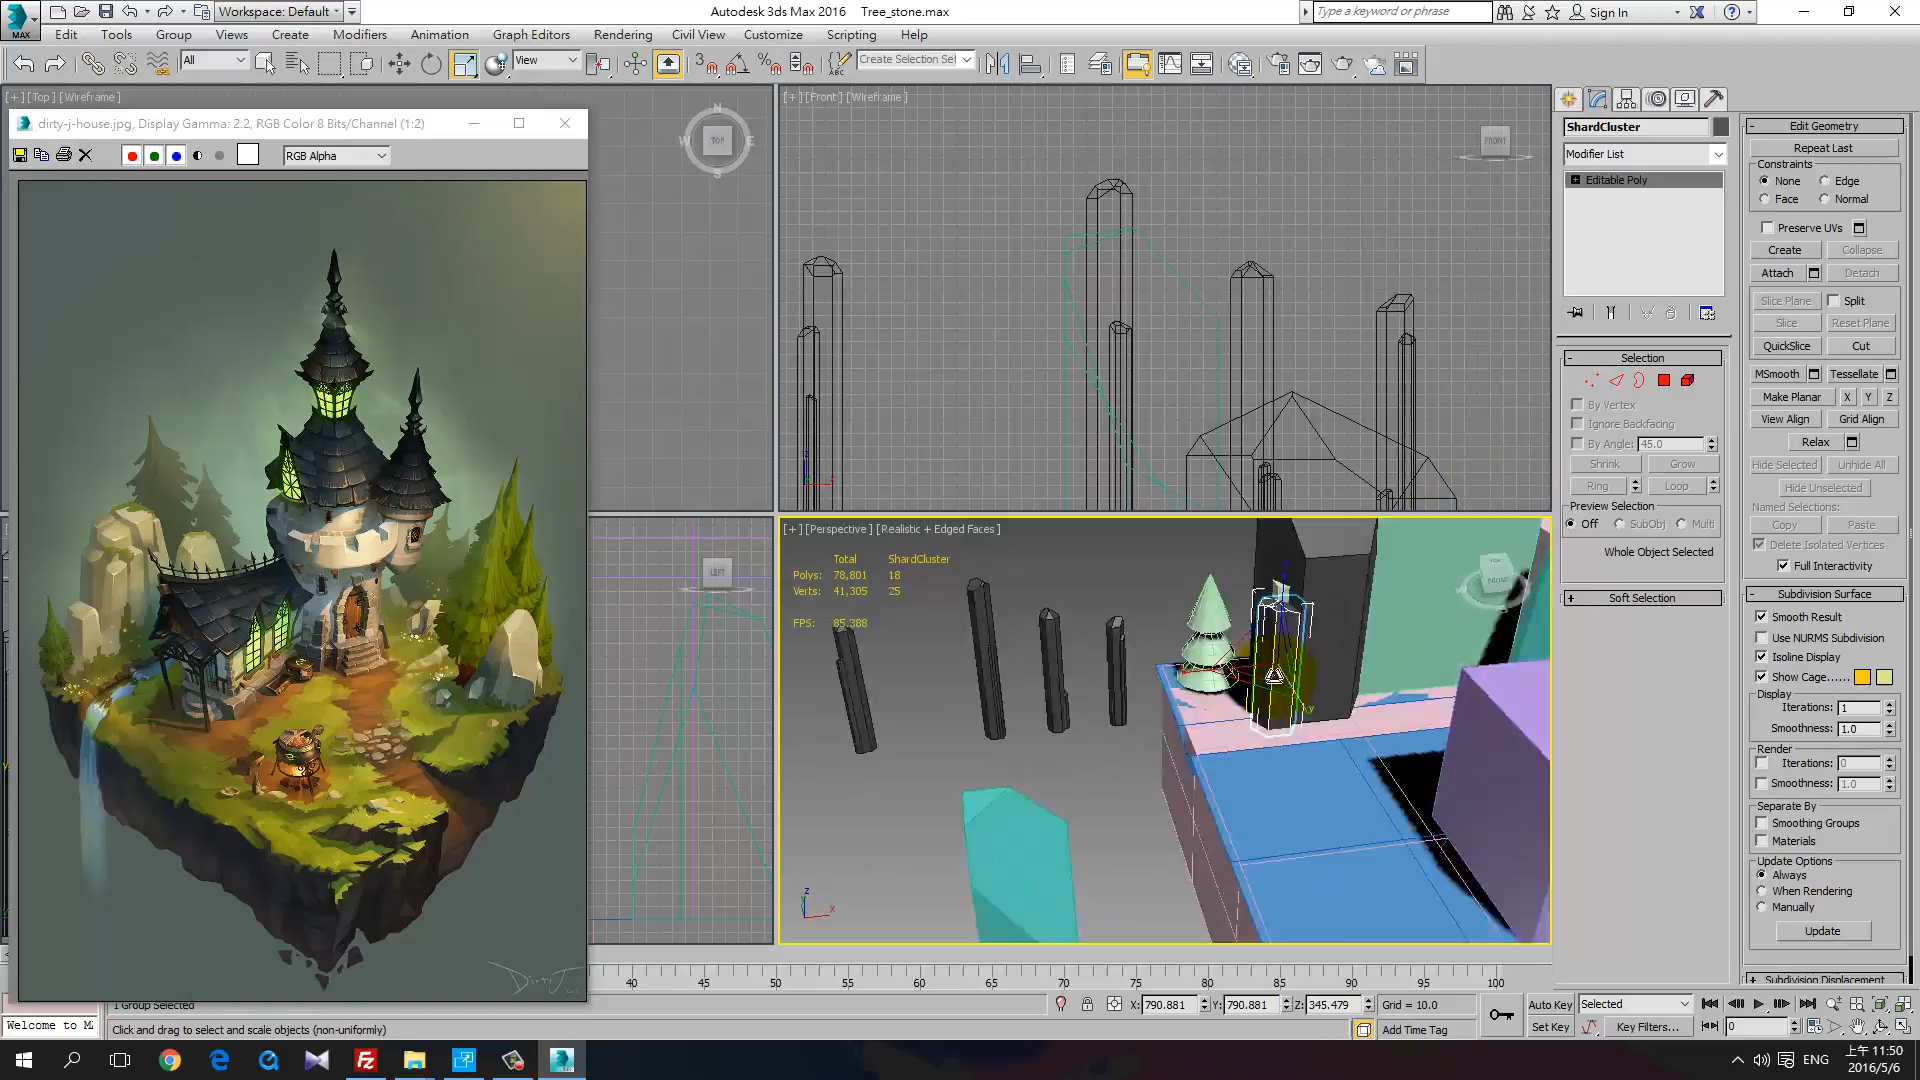 Workspace: Default
Autodesk 3ds Max 2016    Tree_stone.max
Type a keyword or phrase
Sign In
MAX
Edit Tools Group Views Create Modifiers Animation Graph Editors Rendering Civil View Customize Scripting Help
All
View
Create Selection Sel
[+] [Top] [Wireframe]
[+] [Front] [Wireframe]
dirty-j-house.jpg, Display Gamma: 2.2, RGB Color 8 Bits/Channel (1:2)
RGB Alpha
N
W TOP E
S
FRONT
LEFT
[+] [Perspective] [Realistic + Edged Faces]
Total ShardCluster
Polys: 78,801 18
Verts: 41,305 25
FPS: 85.388
FRONT
z
x
y
ShardCluster
Modifier List
Editable Poly
Selection
By Vertex
Ignore Backfacing
By Angle: 45.0
Shrink Grow
Ring Loop
Preview Selection
Off SubObj Multi
Whole Object Selected
Soft Selection
Edit Geometry
Repeat Last
Constraints
None Edge
Face Normal
Preserve UVs
Create Collapse
Attach Detach
Slice Plane Split
Slice Reset Plane
QuickSlice Cut
MSmooth Tessellate
Make Planar X Y Z
View Align Grid Align
Relax
Hide Selected Unhide All
Hide Unselected
Named Selections:
Copy Paste
Delete Isolated Vertices
Full Interactivity
Subdivision Surface
Smooth Result
Use NURMS Subdivision
Isoline Display
Show Cage......
Display
Iterations: 1
Smoothness: 1.0
Render
Iterations: 0
Smoothness: 1.0
Separate By
Smoothing Groups
Materials
Update Options
Always
When Rendering
Manually
Update
Subdivision Displacement
DirtyJ
40 45 50 55 60 65 70 75 80 85 90 95 100
1 Group Selected
X: 790.881 Y: 790.881 Z: 345.479 Grid = 10.0
Auto Key Selected
Welcome to M
Click and drag to select and scale objects (non-uniformly)
Add Time Tag
Set Key Key Filters... 0
ENG
上午 11:50
2016/5/6